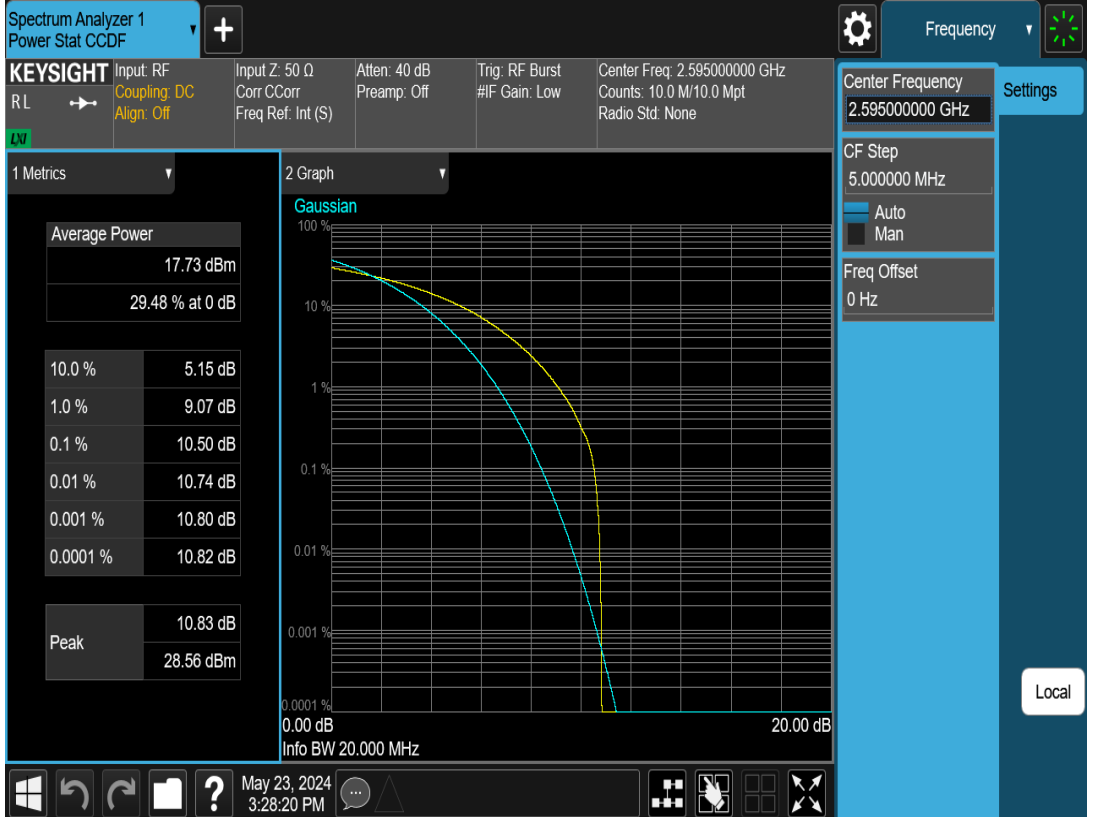 Spectrum Analyzer 1
Power Stat CCDF
+
Frequency
KEYSIGHT
RL
LXI
Input: RF
Coupling: DC
Align: Off
Input Z: 50 Ω
Corr CCorr
Freq Ref: Int (S)
Atten: 40 dB
Preamp: Off
Trig: RF Burst
#IF Gain: Low
Center Freq: 2.595000000 GHz
Counts: 10.0 M/10.0 Mpt
Radio Std: None
Center Frequency
2.595000000 GHz
Settings
CF Step
5.000000 MHz
Auto
Man
Freq Offset
0 Hz
1 Metrics
Average Power
17.73 dBm
29.48 % at 0 dB
10.0 % 5.15 dB
1.0 % 9.07 dB
0.1 % 10.50 dB
0.01 % 10.74 dB
0.001 % 10.80 dB
0.0001 % 10.82 dB
Peak
10.83 dB
28.56 dBm
2 Graph
Gaussian
100 %
10 %
1 %
0.1 %
0.01 %
0.001 %
0.0001 %
0.00 dB 20.00 dB
Info BW 20.000 MHz
Local
?
May 23, 2024
3:28:20 PM